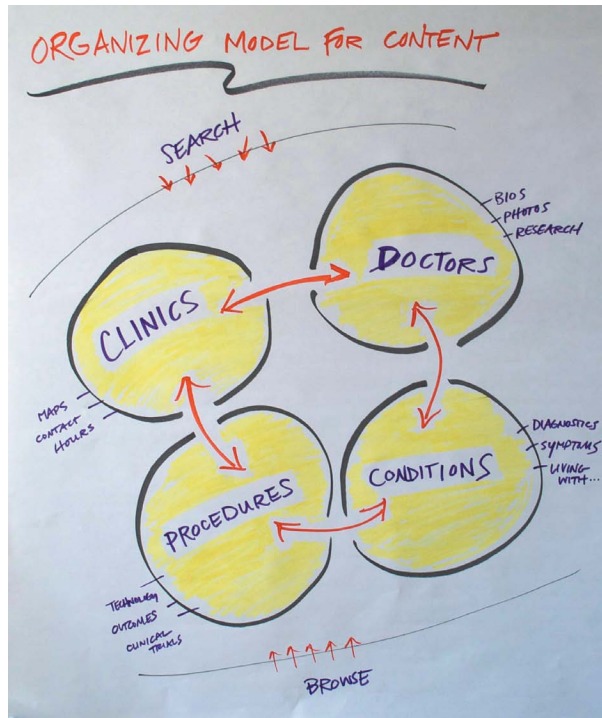 ORGANIZING MODEL FOR CONTENT
SEARCH
BIOS
PHOTOS
RESEARCH
DOCTORS
CLINICS
MAPS
CONTACT
HOURS
DIAGNOSTICS
SYMPTOMS
LIVING
WITH...
CONDITIONS
PROCEDURES
TECHNOLOGY
OUTCOMES
CLINICAL
TRIALS
BROWSE